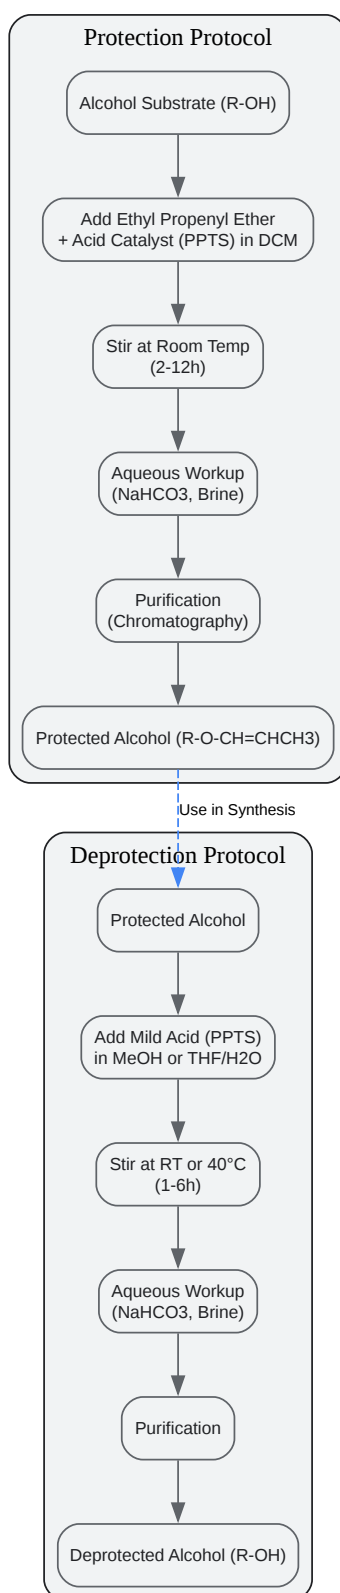 Protection Protocol
Alcohol Substrate (R-OH)
Add Ethyl Propenyl Ether
+ Acid Catalyst (PPTS) in DCM
Stir at Room Temp
(2-12h)
Aqueous Workup
(NaHCO3, Brine)
Purification
(Chromatography)
Protected Alcohol (R-O-CH=CHCH3)
Use in Synthesis
Deprotection Protocol
Protected Alcohol
Add Mild Acid (PPTS)
in MeOH or THF/H2O
Stir at RT or 40°C
(1-6h)
Aqueous Workup
(NaHCO3, Brine)
Purification
Deprotected Alcohol (R-OH)